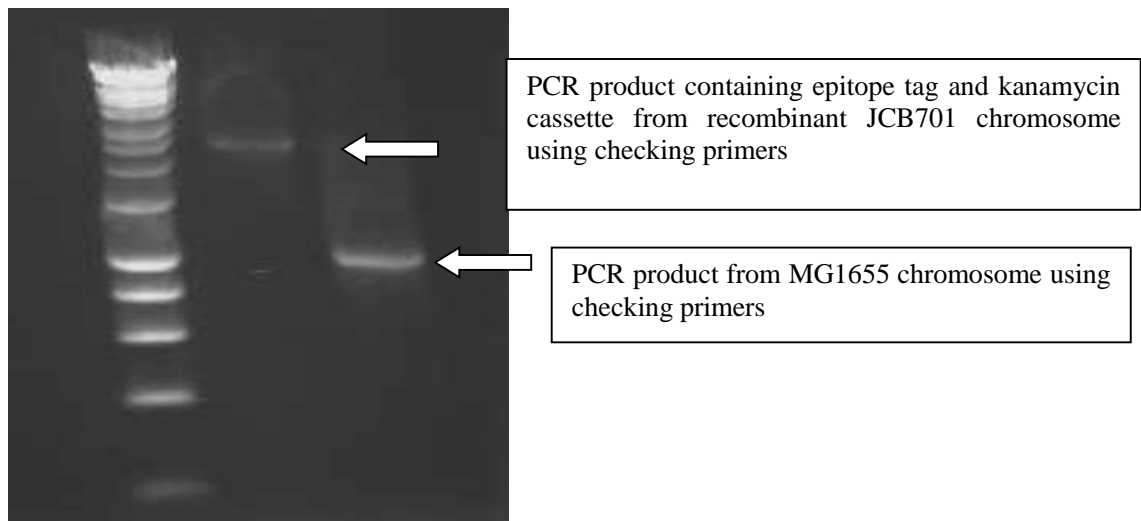 PCR product containing epitope tag and kanamycin
cassette from recombinant JCB701 chromosome
using checking primers
PCR product from MG1655 chromosome using
checking primers